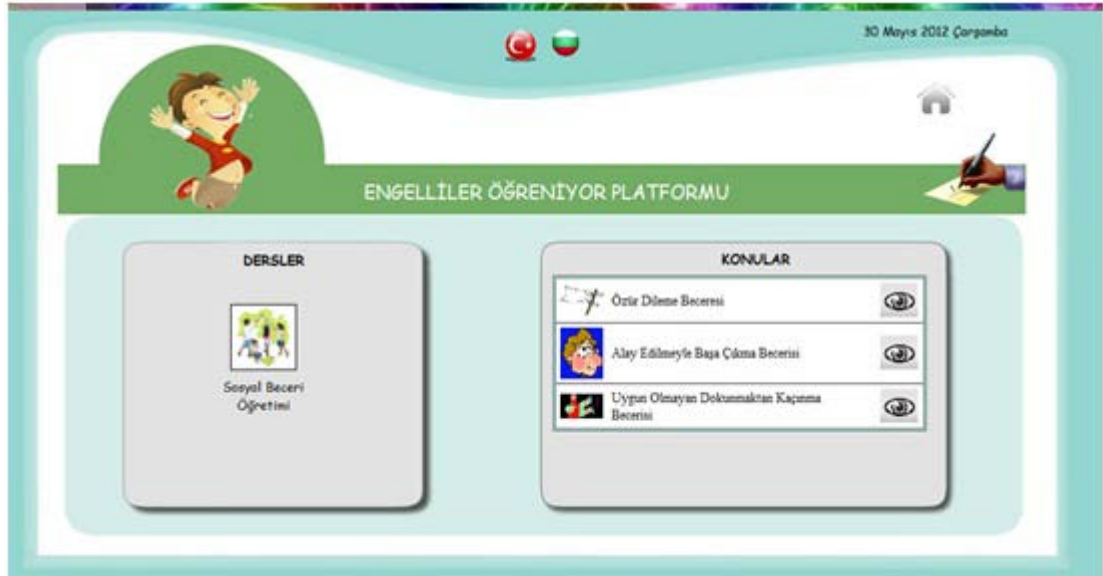 30 Mayıs 2012 Çarşamba
ENGELLİLER ÖĞRENİYOR PLATFORMU
DERSLER
Sosyal Beceri
Öğretimi
KONULAR
Özür Dileme Beceresi
Alay Edilmeyle Başa Çıkma Becerisi
Uygun Olmayan Dokunmaktan Kaçınma
Becerisi